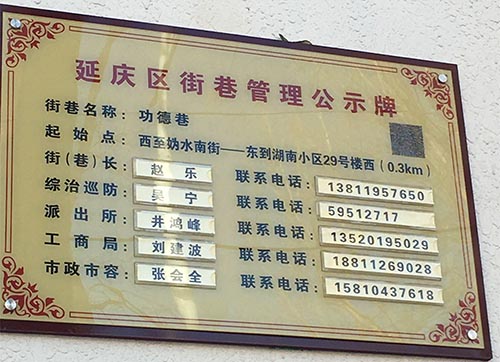 延庆区街巷管理公示牌
街巷名称：功德巷
起始点：西至妫水南街——东到湖南小区29号楼西（0.3km）
街（巷）长：赵乐 联系电话：13811957650
综治巡防：吴宁 联系电话：59512717
派出所：井鸿峰 联系电话：13520195029
工商局：刘建波 联系电话：18811269028
市政市容：张会全 联系电话：15810437618